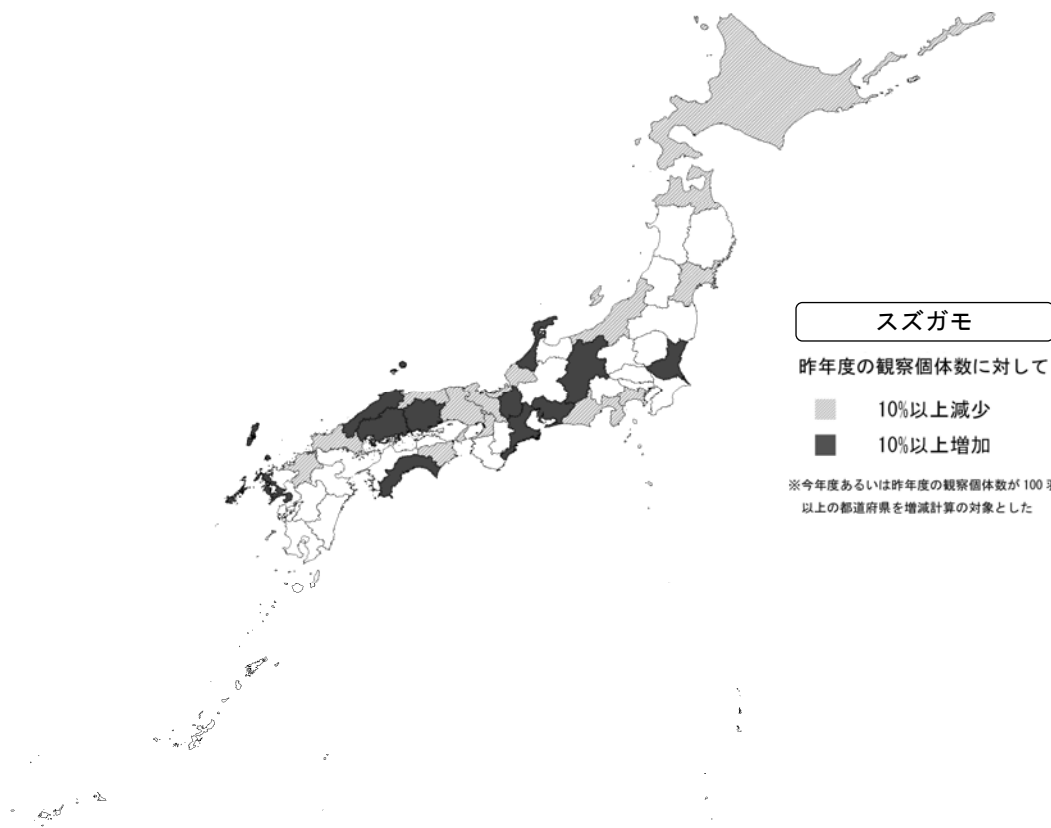 スズガモ
昨年度の観察個体数に対して
10%以上減少
10%以上増加
※今年度あるいは昨年度の観察個体数が100
以上の都道府県を増減計算の対象とした